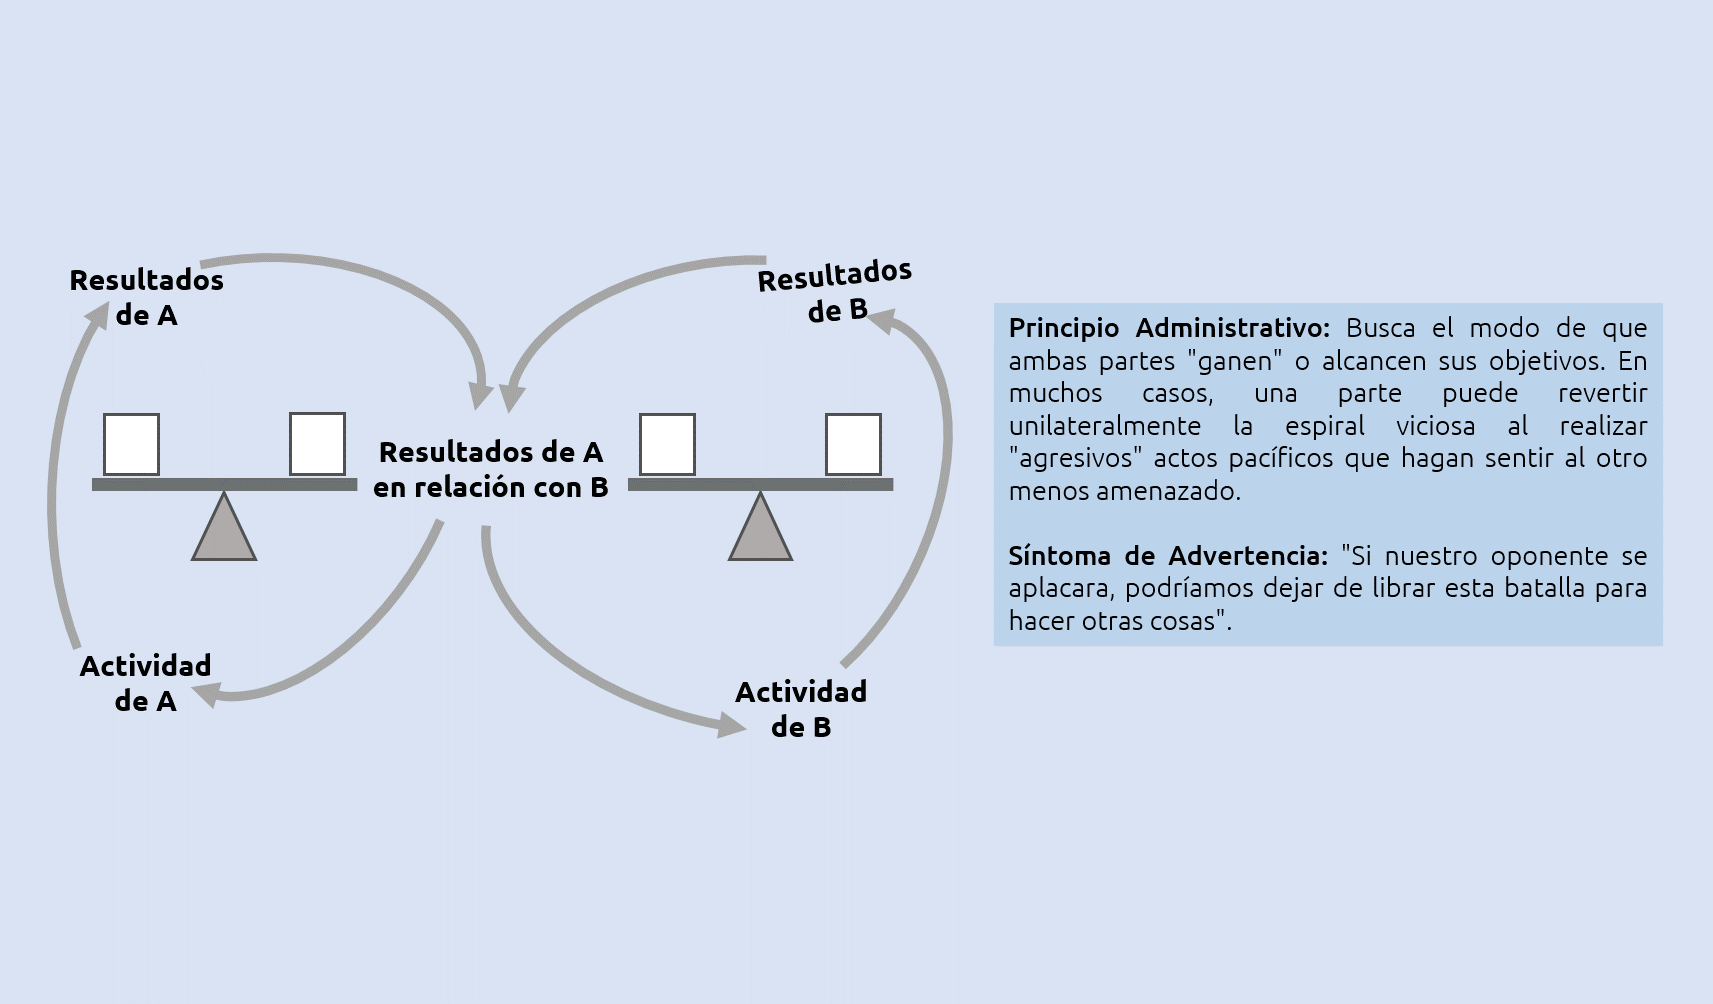 Resultados
de A
Resultados
de B
Resultados de A
en relación con B
Actividad
de A
Actividad
de B
Principio Administrativo: Busca el modo de que
ambas partes "ganen" o alcancen sus objetivos. En
muchos casos, una parte puede revertir
unilateralmente la espiral viciosa al realizar
"agresivos" actos pacíficos que hagan sentir al otro
menos amenazado.
Síntoma de Advertencia: "Si nuestro oponente se
aplacara, podríamos dejar de librar esta batalla para
hacer otras cosas".